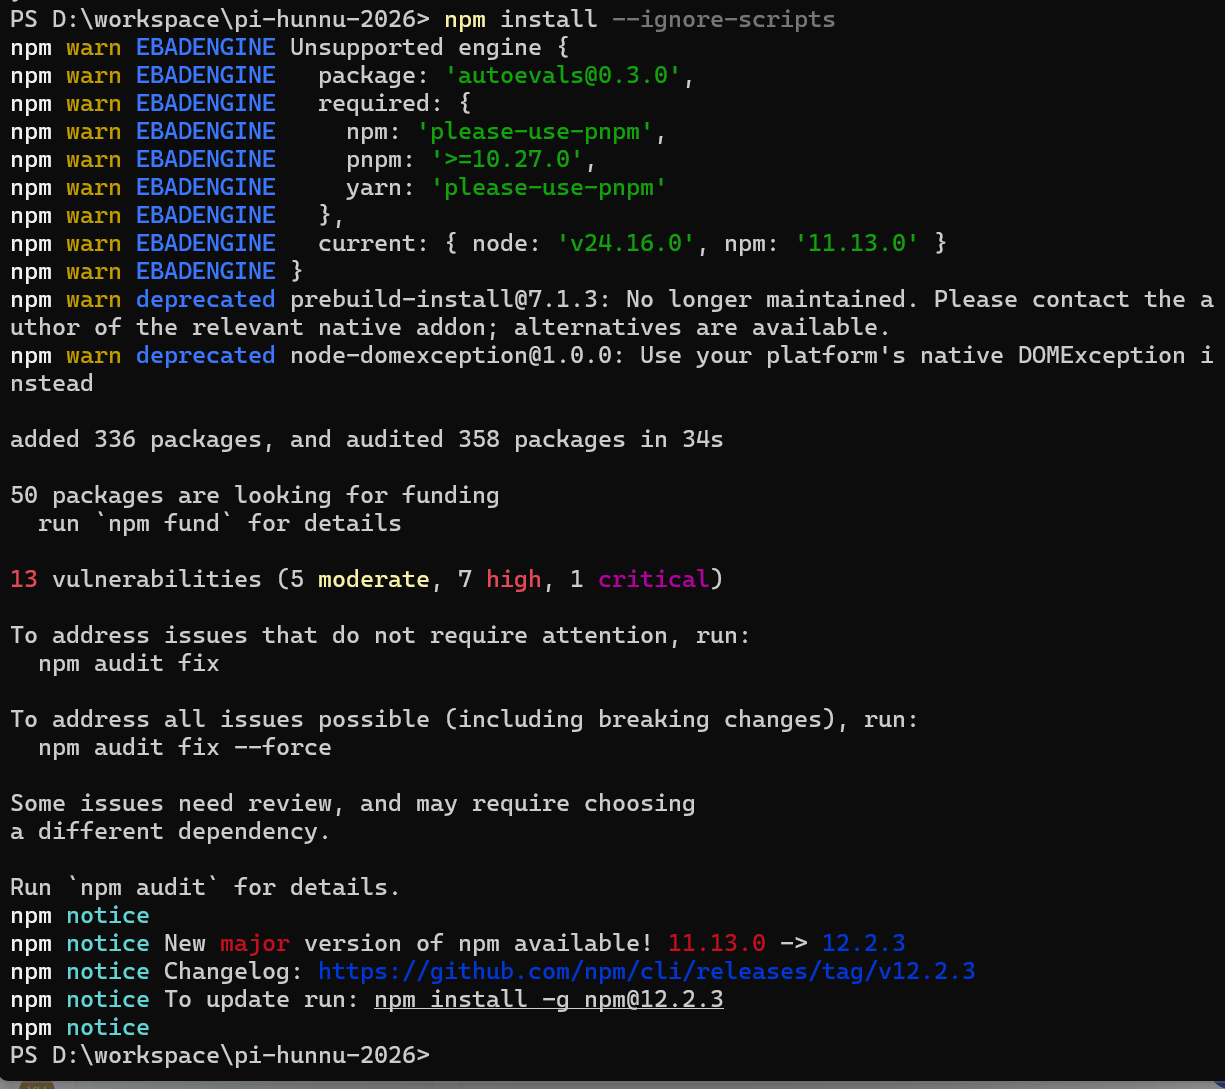 PS D:\workspace\pi-hunnu-2026> npm install --ignore-scripts
npm warn EBADENGINE Unsupported engine {
npm warn EBADENGINE   package: 'autoevals@0.3.0',
npm warn EBADENGINE   required: {
npm warn EBADENGINE     npm: 'please-use-pnpm',
npm warn EBADENGINE     pnpm: '>=10.27.0',
npm warn EBADENGINE     yarn: 'please-use-pnpm'
npm warn EBADENGINE   },
npm warn EBADENGINE   current: { node: 'v24.16.0', npm: '11.13.0' }
npm warn EBADENGINE }
npm warn deprecated prebuild-install@7.1.3: No longer maintained. Please contact the a
uthor of the relevant native addon; alternatives are available.
npm warn deprecated node-domexception@1.0.0: Use your platform's native DOMException i
nstead
added 336 packages, and audited 358 packages in 34s
50 packages are looking for funding
  run `npm fund` for details
13 vulnerabilities (5 moderate, 7 high, 1 critical)
To address issues that do not require attention, run:
  npm audit fix
To address all issues possible (including breaking changes), run:
  npm audit fix --force
Some issues need review, and may require choosing
a different dependency.
Run `npm audit` for details.
npm notice
npm notice New major version of npm available! 11.13.0 -> 12.2.3
npm notice Changelog: https://github.com/npm/cli/releases/tag/v12.2.3
npm notice To update run: npm install -g npm@12.2.3
npm notice
PS D:\workspace\pi-hunnu-2026>